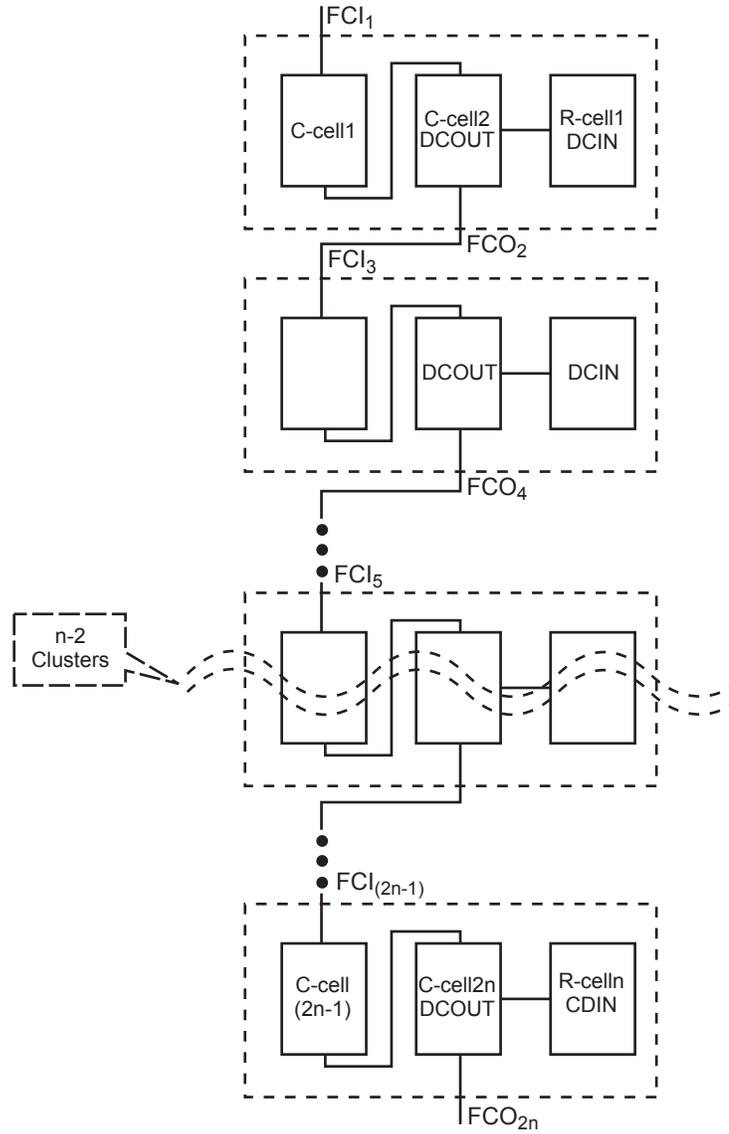 FCI₁
C-cell1
C-cell2
DCOUT
R-cell1
DCIN
FCO₂
FCI₃
DCOUT
DCIN
FCO₄
FCI₅
n-2
Clusters
FCI₍₂ₙ₋₁₎
C-cell
(2n-1)
C-cell2n
DCOUT
R-celln
CDIN
FCO₂ₙ